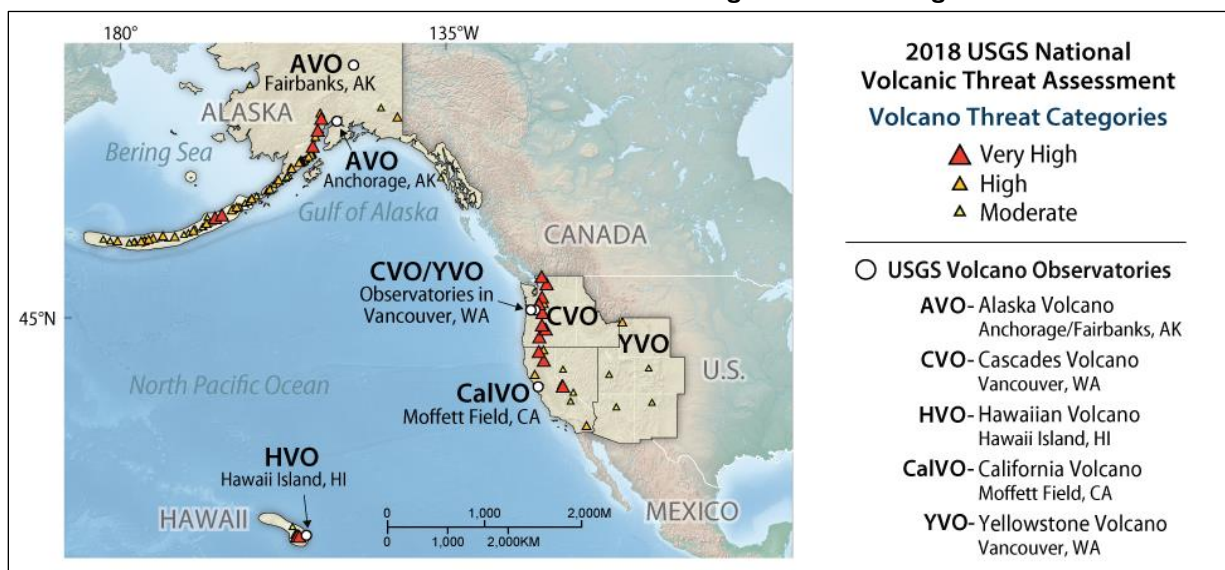 180°
135°W
AVO
Fairbanks, AK
ALASKA
Bering Sea
AVO
Anchorage, AK
Gulf of Alaska
CANADA
CVO/YVO
Observatories in
Vancouver, WA
CVO
45°N
YVO
U.S.
North Pacific Ocean
CalVO
Moffett Field, CA
HVO
Hawaii Island, HI
HAWAII
MEXICO
0 1,000 2,000M
0 1,000 2,000KM
2018 USGS National
Volcanic Threat Assessment
Volcano Threat Categories
Very High
High
Moderate
USGS Volcano Observatories
AVO- Alaska Volcano
Anchorage/Fairbanks, AK
CVO- Cascades Volcano
Vancouver, WA
HVO- Hawaiian Volcano
Hawaii Island, HI
CalVO- California Volcano
Moffett Field, CA
YVO- Yellowstone Volcano
Vancouver, WA